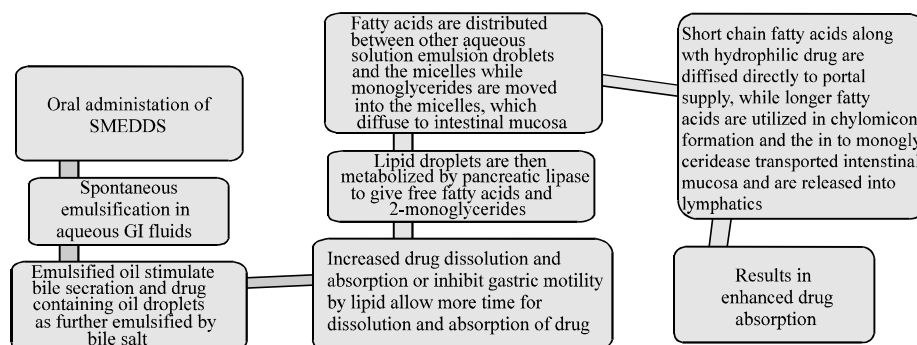 Oral administation of
SMEDDS
Spontaneous
emulsification in
aqueous GI fluids
Emulsified oil stimulate
bile secration and drug
containing oil droplets
as further emulsified by
bile salt
Increased drug dissolution and
absorption or inhibit gastric motility
by lipid allow more time for
dissolution and absorption of drug
Lipid droplets are then
metabolized by pancreatic lipase
to give free fatty acids and
2-monoglycerides
Fatty acids are distributed
between other aqueous
solution emulsion droblets
and the micelles while
monoglycerides are moved
into the micelles, which
diffuse to intestinal mucosa
Short chain fatty acids along
wth hydrophilic drug are
diffised directly to portal
supply, while longer fatty
acids are utilized in chylomicon
formation and the in to monogly
ceridease transported intenstinal
mucosa and are released into
lymphatics
Results in
enhanced drug
absorption